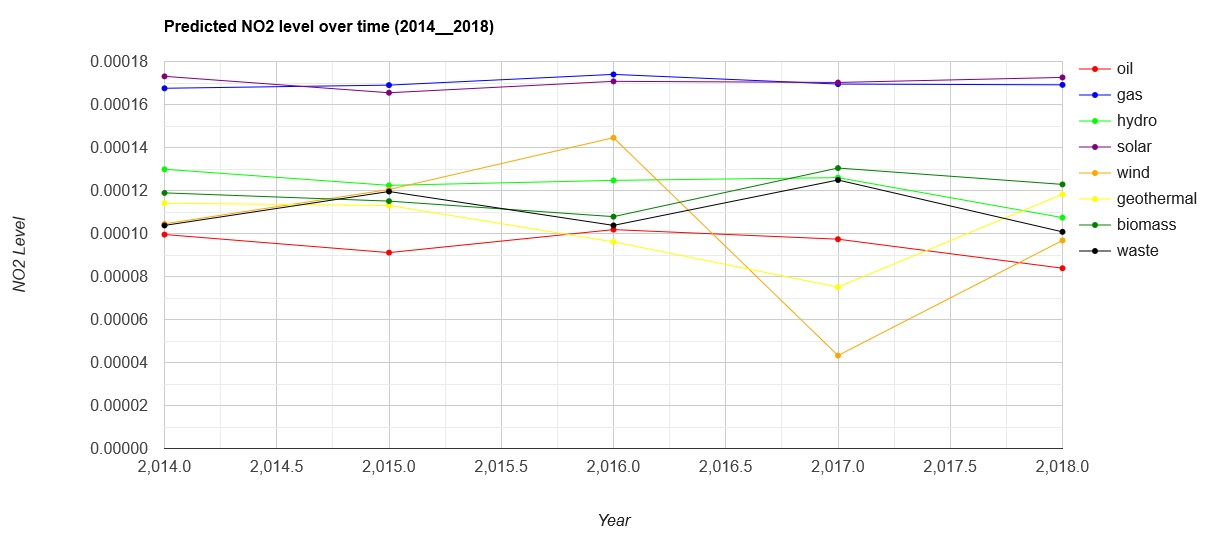 Predicted NO2 level over time (2014__2018)
0.00018
0.00016
0.00014
0.00012
0.00010
0.00008
0.00006
0.00004
0.00002
0.00000
NO2 Level
2,014.0 2,014.5 2,015.0 2,015.5 2,016.0 2,016.5 2,017.0 2,017.5 2,018.0
Year
oil
gas
hydro
solar
wind
geothermal
biomass
waste